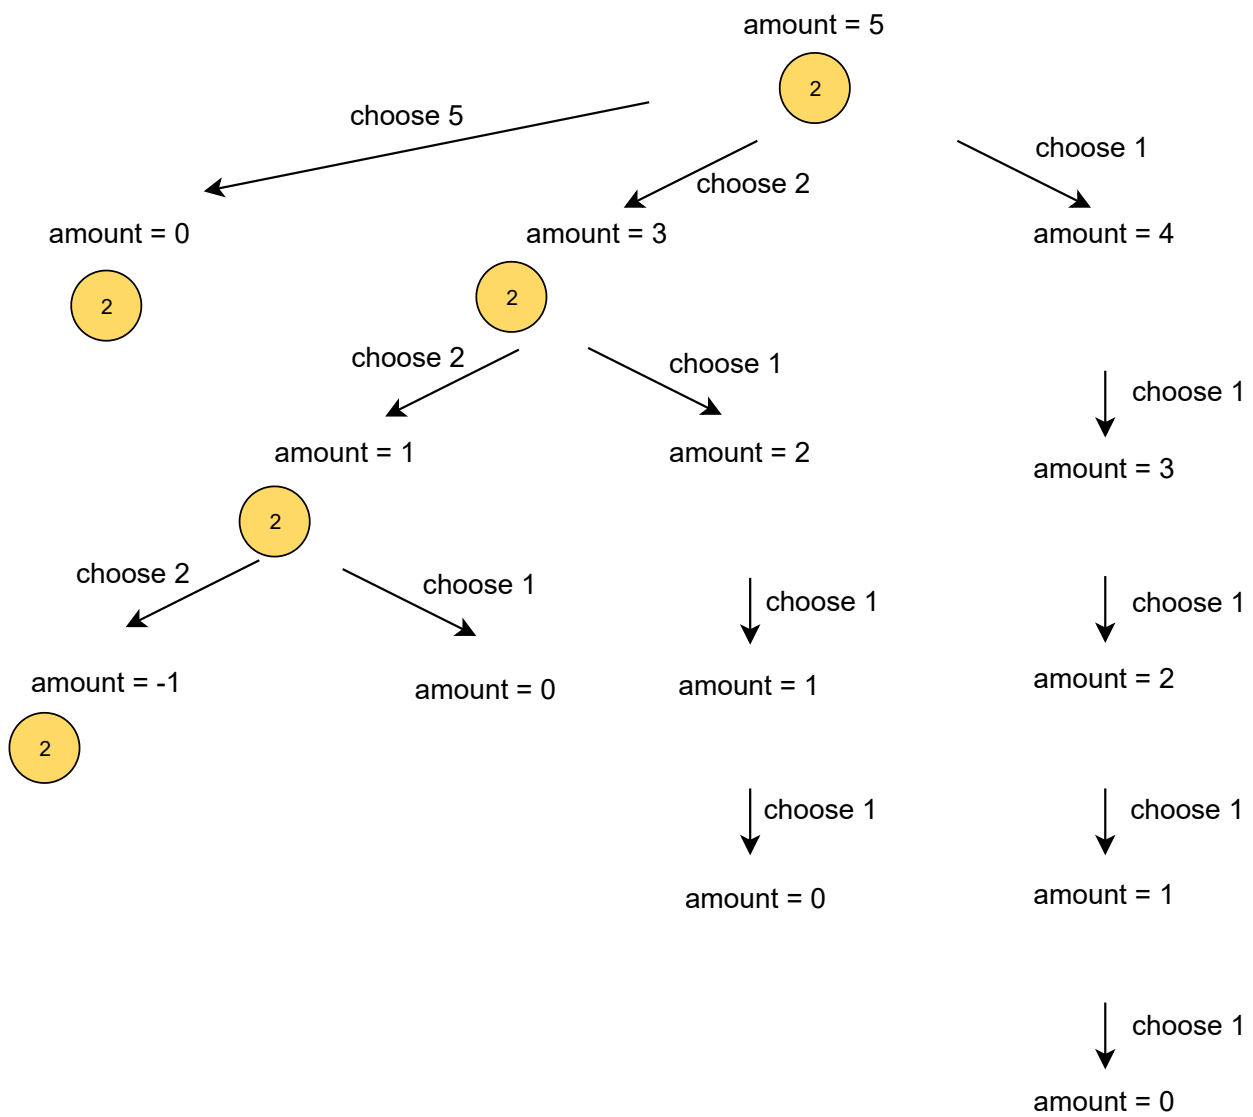 amount = 5
2
choose 5
choose 1
choose 2
amount = 0
amount = 3
amount = 4
2
2
choose 2
choose 1
choose 1
amount = 1
amount = 2
amount = 3
2
choose 2
choose 1
choose 1
choose 1
amount = -1
amount = 0
amount = 1
amount = 2
2
choose 1
choose 1
amount = 0
amount = 1
choose 1
amount = 0